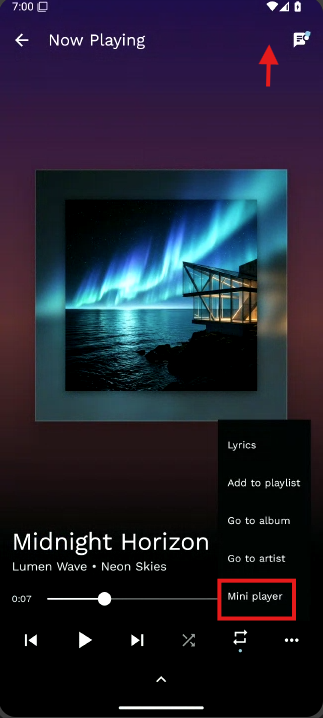 7:00
Now Playing
Lyrics
Add to playlist
Go to album
Go to artist
Mini player
Midnight Horizon
Lumen Wave • Neon Skies
0:07